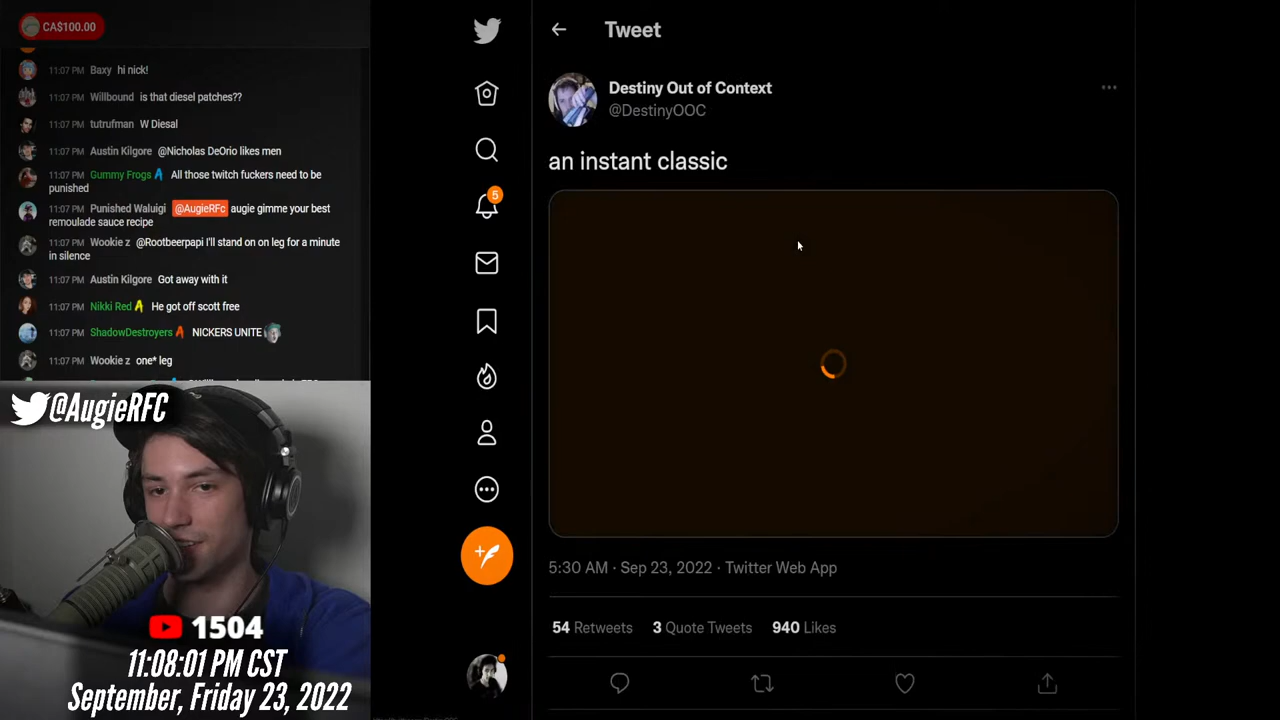 CA$100.00
11:07 PM Baxy hi nick!
11:07 PM Willbound is that diesel patches??
11:07 PM tutrufman W Diesal
11:07 PM Austin Kilgore @Nicholas DeOrio likes men
11:07 PM Gummy Frogs All those twitch fuckers need to be
punished
11:07 PM Punished Waluigi @AugieRFc augie gimme your best
remoulade sauce recipe
11:07 PM Wookie z @Rootbeerpapi I'll stand on on leg for a minute
in silence
11:07 PM Austin Kilgore Got away with it
11:07 PM Nikki Red He got off scott free
11:07 PM ShadowDestroyers NICKERS UNITE
11:07 PM Wookie z one* leg
@AugieRFC
1504
11:08:01 PM CST
September, Friday 23, 2022
5
Tweet
Destiny Out of Context
@DestinyOOC
an instant classic
5:30 AM · Sep 23, 2022 · Twitter Web App
54 Retweets 3 Quote Tweets 940 Likes